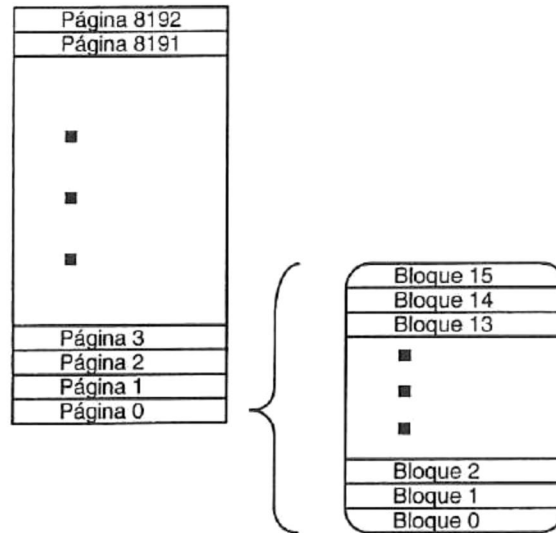 Página 8192
Página 8191
Página 3
Página 2
Página 1
Página 0
Bloque 15
Bloque 14
Bloque 13
Bloque 2
Bloque 1
Bloque 0